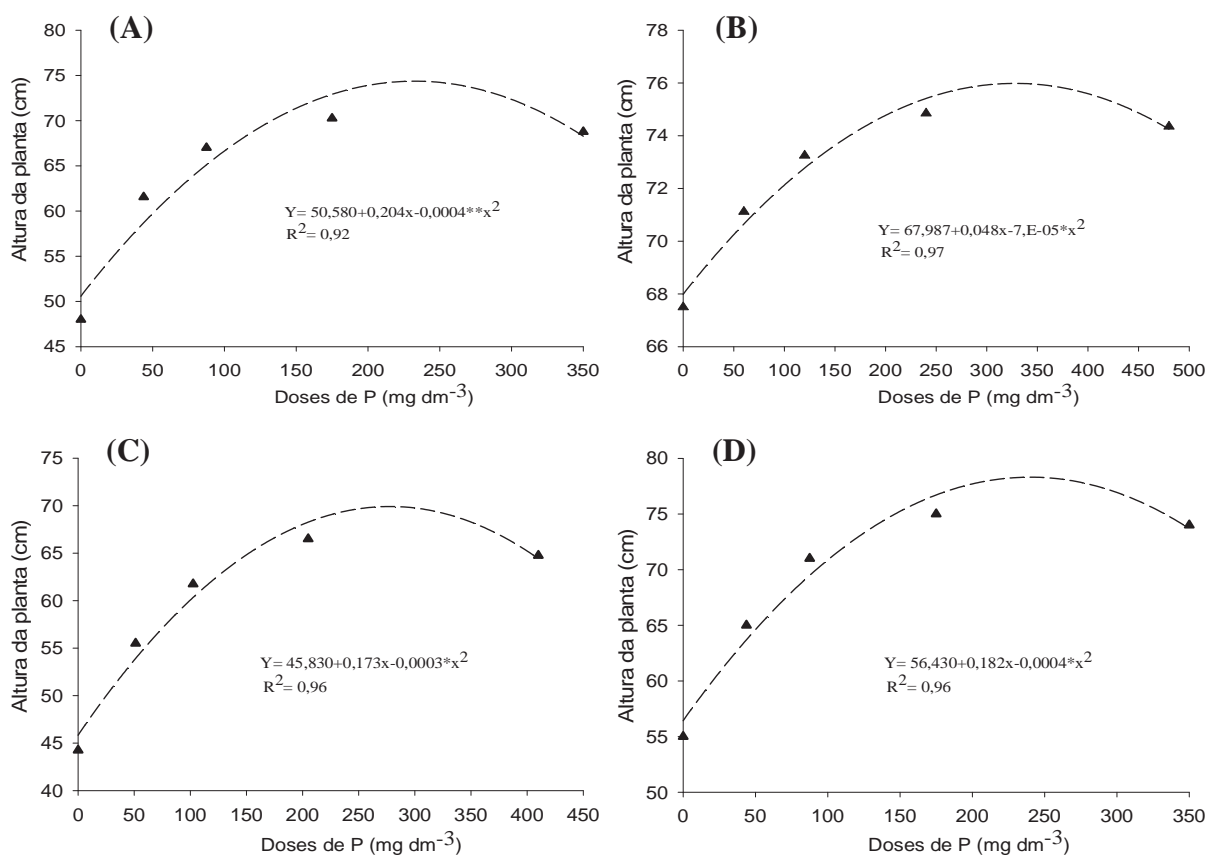 (A)
80
75
70
65
60
55
50
45
Altura da planta (cm)
Y= 50,580+0,204x-0,0004**x2
R2= 0,92
0 50 100 150 200 250 300 350
Doses de P (mg dm-3)
(B)
78
76
74
72
70
68
66
Altura da planta (cm)
Y= 67,987+0,048x-7,E-05*x2
R2= 0,97
0 50 100 150 200 250 300 350 400 450 500
Doses de P (mg dm-3)
(C)
75
70
65
60
55
50
45
40
Altura da planta (cm)
Y= 45,830+0,173x-0,0003*x2
R2= 0,96
0 50 100 150 200 250 300 350 400 450
Doses de P (mg dm-3)
(D)
80
75
70
65
60
55
50
Altura da planta (cm)
Y= 56,430+0,182x-0,0004*x2
R2= 0,96
0 50 100 150 200 250 300 350
Doses de P (mg dm-3)